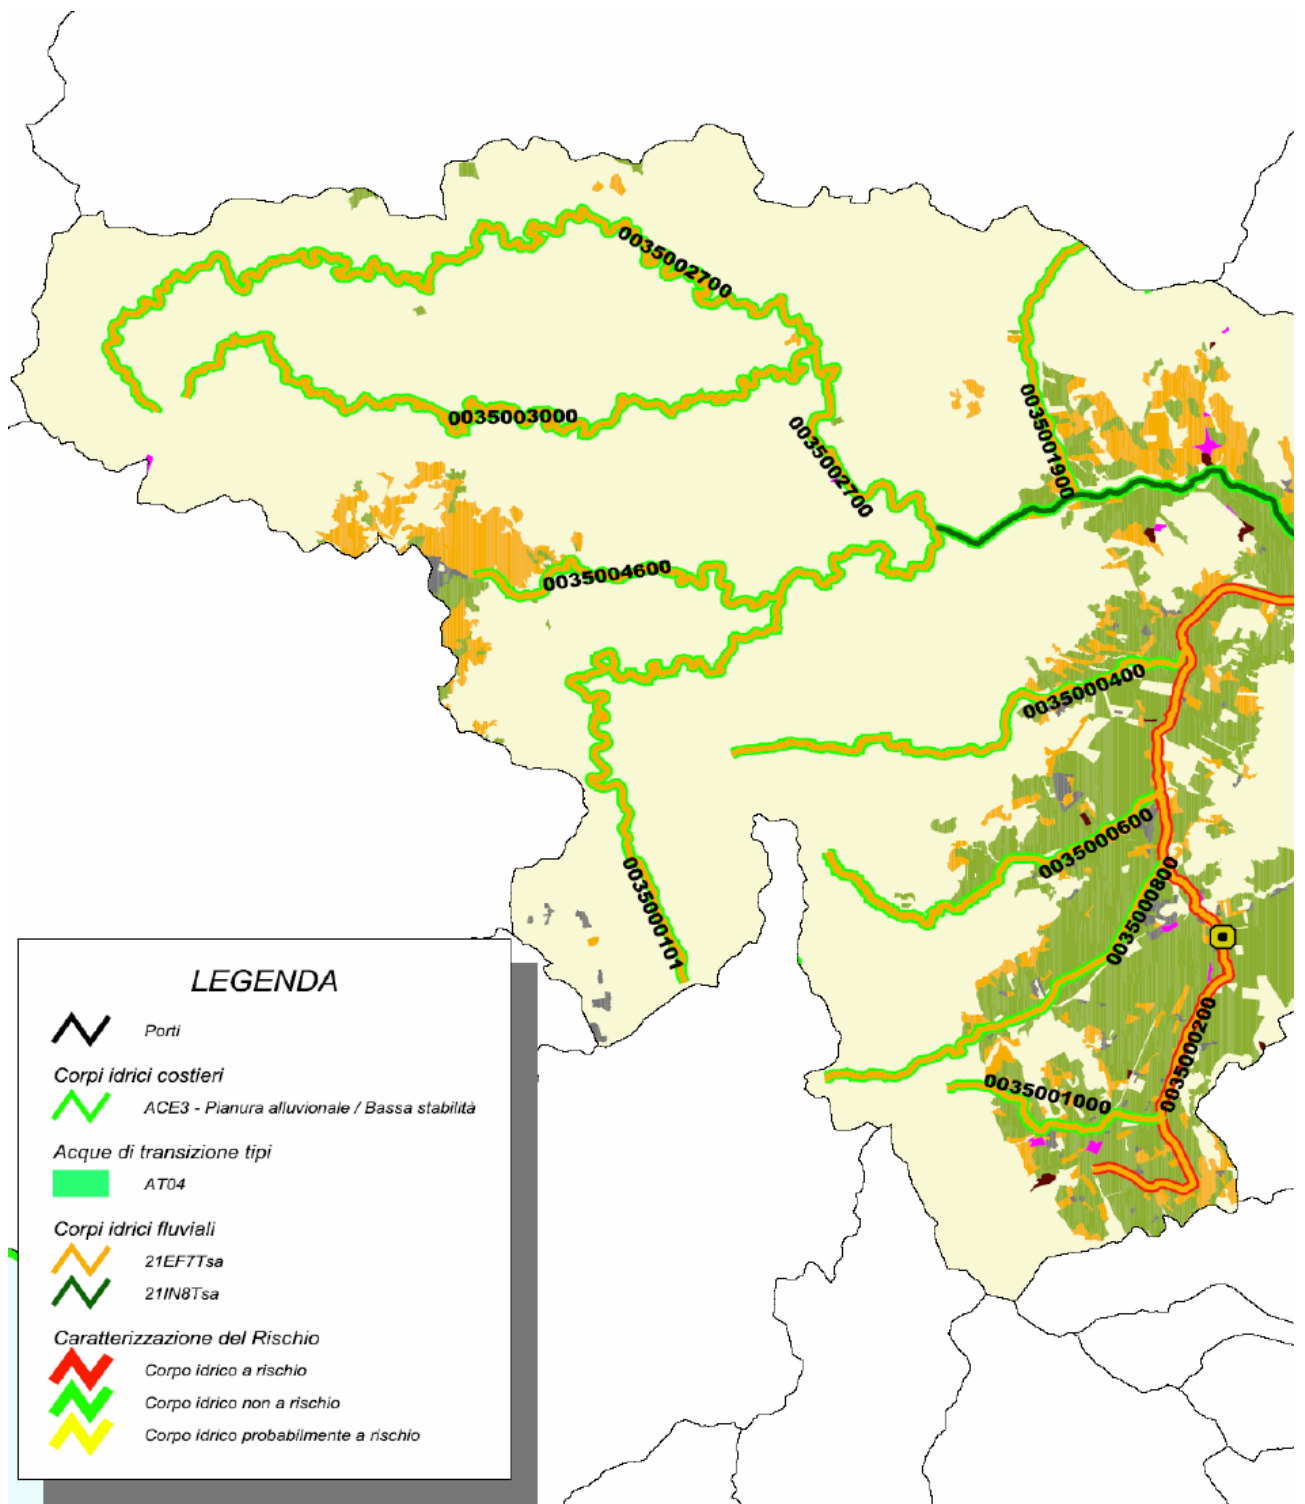 0035002700
0035003000
0035002700
0035001900
0035004600
0035000400
0035000600
0035000800
0035000101
0035000200
0035001000
LEGENDA
Porti
Corpi idrici costieri
ACE3 - Pianura alluvionale / Bassa stabilità
Acque di transizione tipi
AT04
Corpi idrici fluviali
21EF7Tsa
21IN8Tsa
Caratterizzazione del Rischio
Corpo idrico a rischio
Corpo idrico non a rischio
Corpo idrico probabilmente a rischio